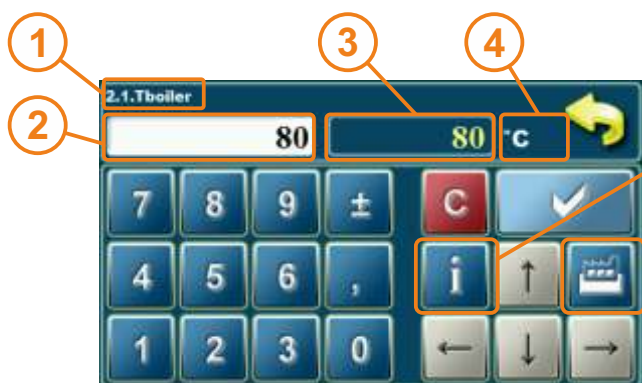 1 3 4
2.1.Tboiler
2 80 80 °C
7 8 9 ± C
4 5 6 , i ↑
1 2 3 0 ← ↓ →